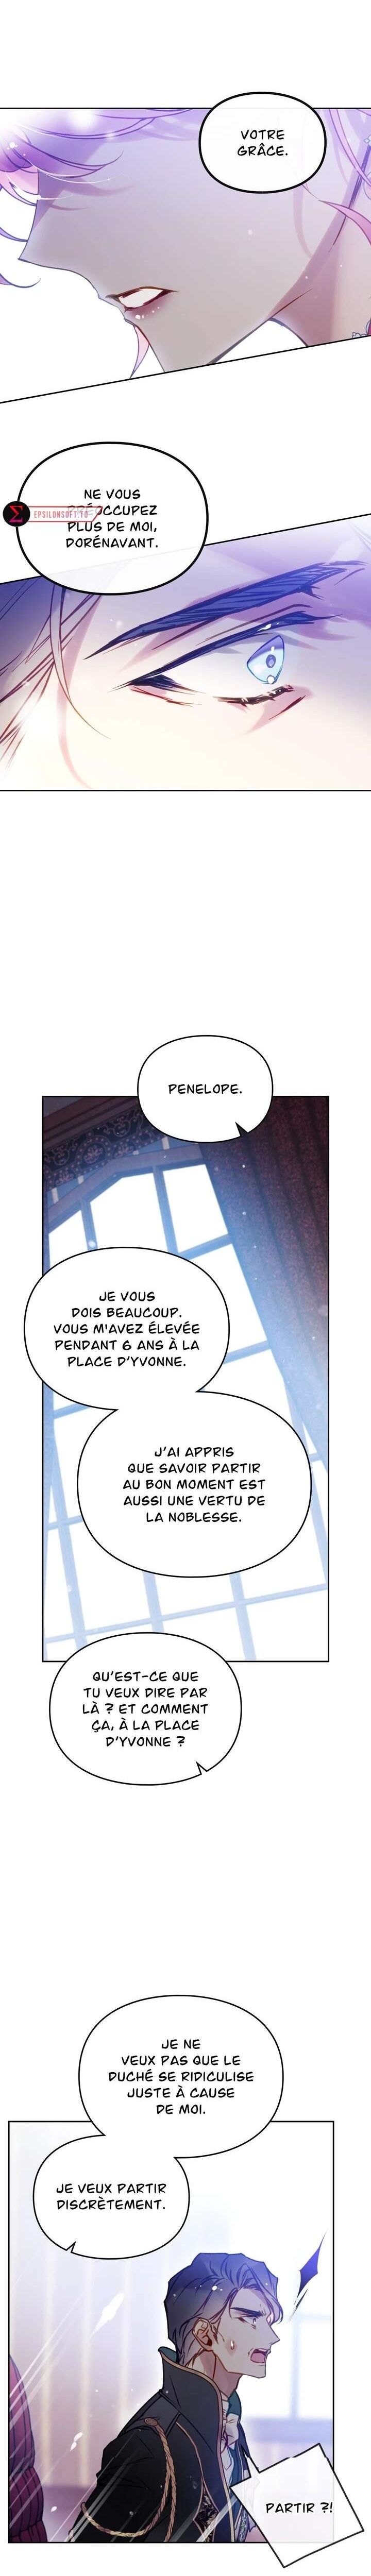 VOTRE
GRÂCE.
NE VOUS
PRÉOCCUPEZ
EPSILONSOFT.TO
PLUS DE MOI,
DORÉNAVANT.
PENELOPE.
JE VOUS
DOIS BEAUCOUP.
VOUS M'AVEZ ÉLEVÉE
PENDANT 6 ANS À LA
PLACE D'YVONNE.
J'AI APPRIS
QUE SAVOIR PARTIR
AU BON MOMENT EST
AUSSI UNE VERTU DE
LA NOBLESSE.
QU'EST-CE QUE
TU VEUX DIRE PAR
LÀ ? ET COMMENT
ÇA, À LA PLACE
D'YVONNE ?
JE NE
VEUX PAS QUE LE
DUCHÉ SE RIDICULISE
JUSTE À CAUSE
DE MOI.
JE VEUX PARTIR
DISCRÈTEMENT.
PARTIR ?!